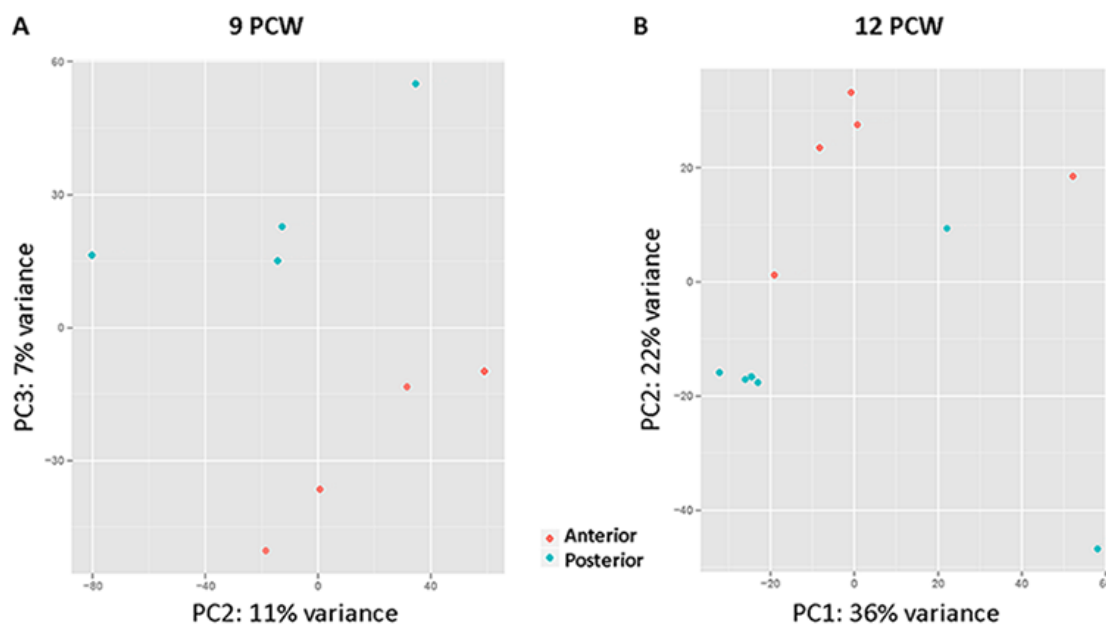 A
9 PCW
60
30
0
−30
−80
−40
0
40
PC3: 7% variance
PC2: 11% variance
Anterior
Posterior
B
12 PCW
20
0
−20
−40
−20
0
20
40
60
PC2: 22% variance
PC1: 36% variance